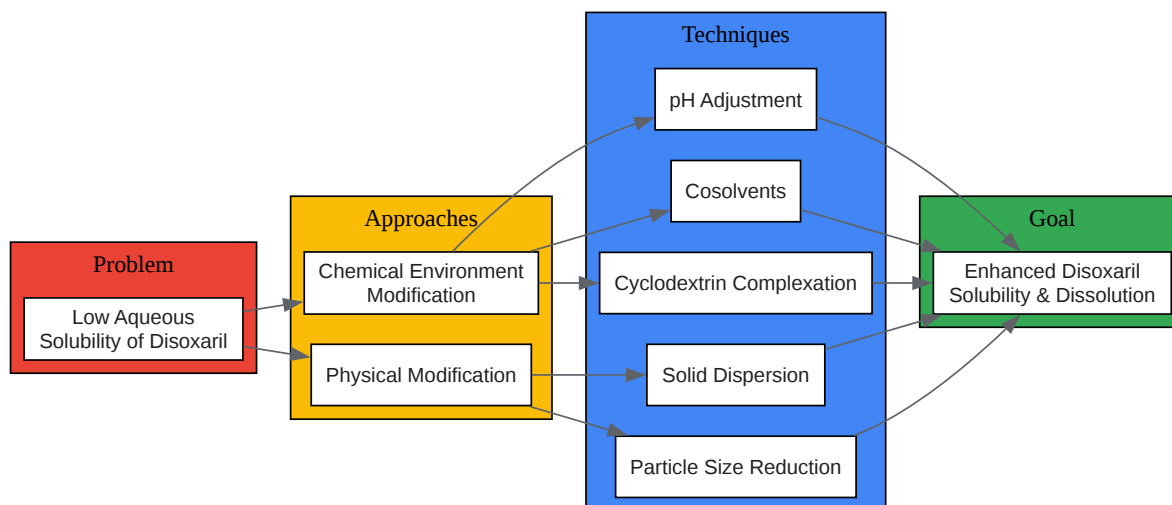 Problem
Low Aqueous
Solubility of Disoxaril
Approaches
Chemical Environment
Modification
Physical Modification
Techniques
pH Adjustment
Cosolvents
Cyclodextrin Complexation
Solid Dispersion
Particle Size Reduction
Goal
Enhanced Disoxaril
Solubility & Dissolution